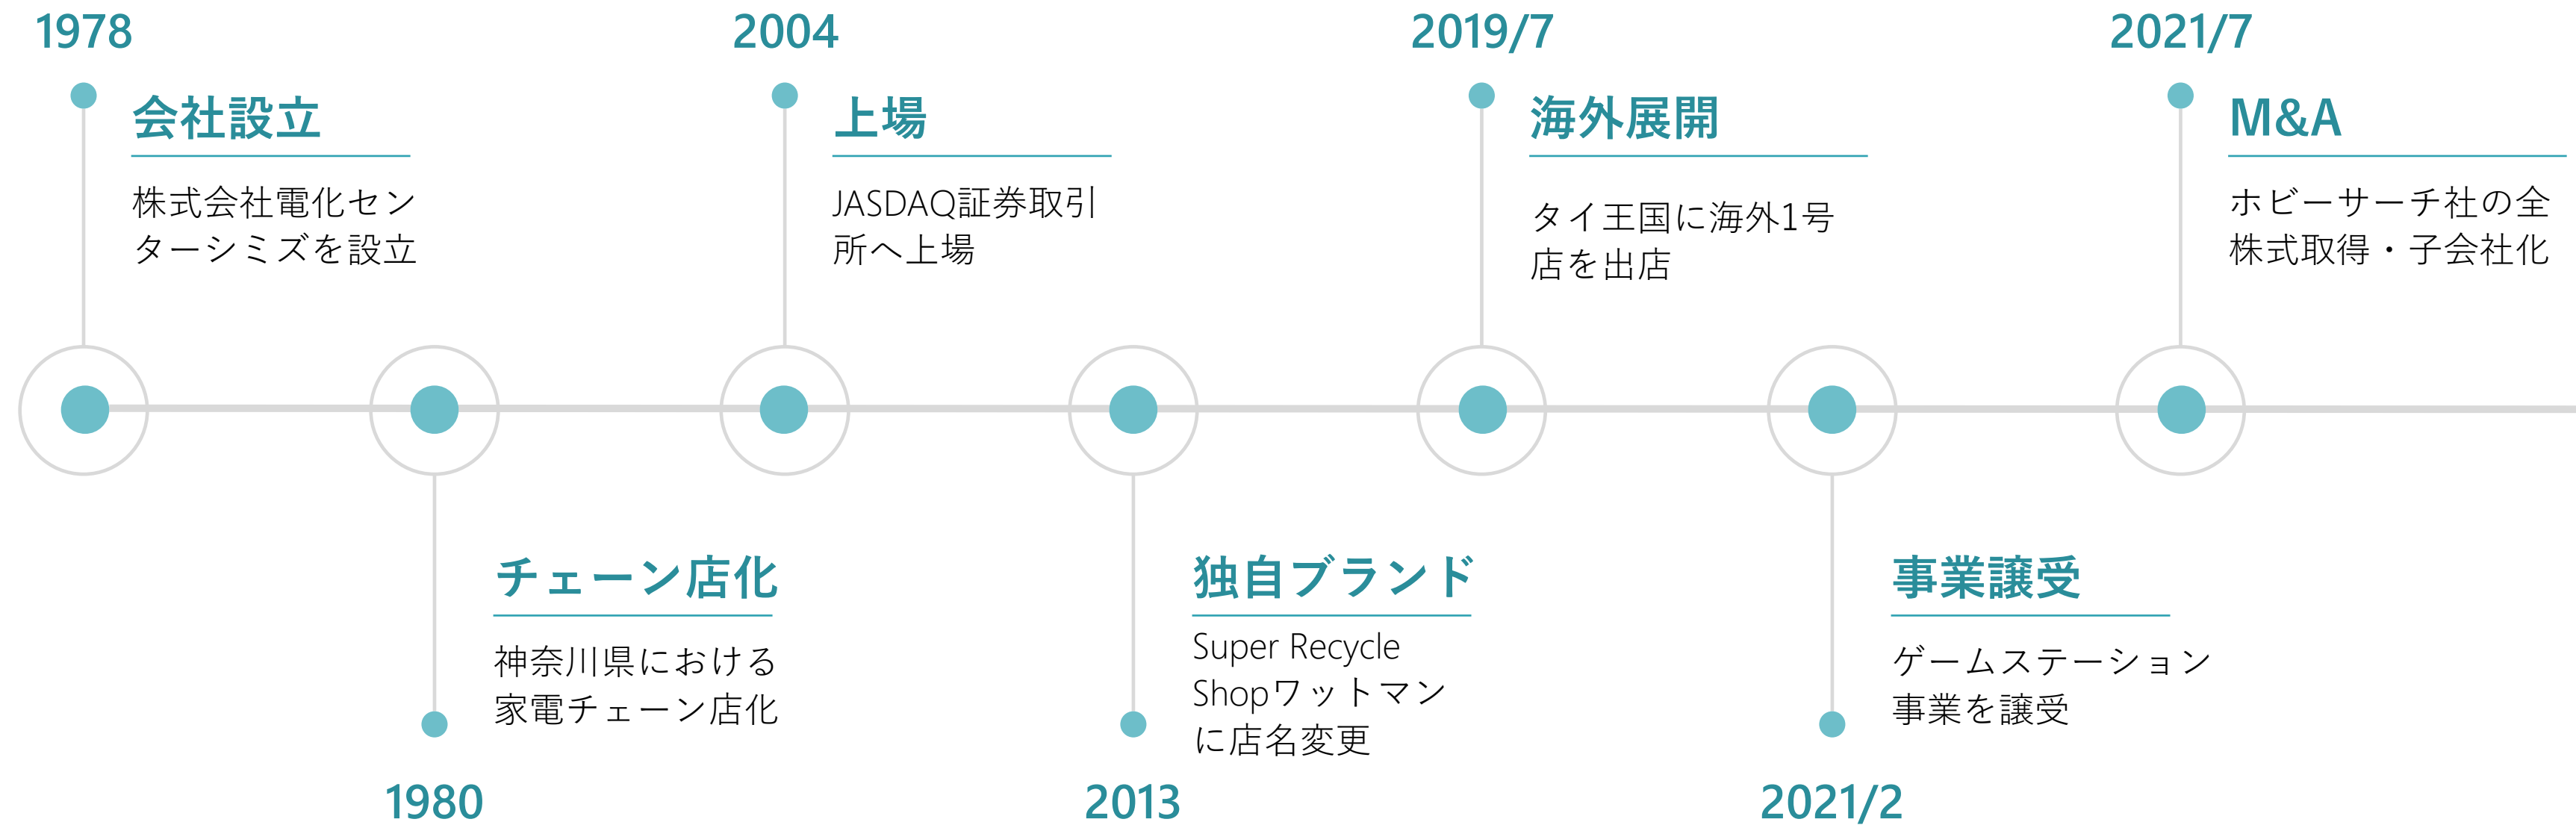 1978
会社設立
株式会社電化セン
ターシミズを設立
1980
チェーン店化
神奈川県における
家電チェーン店化
2004
上場
JASDAQ証券取引
所へ上場
2013
独自ブランド
Super Recycle
Shopワットマン
に店名変更
2019/7
海外展開
タイ王国に海外1号
店を出店
2021/2
事業譲受
ゲームステーション
事業を譲受
2021/7
M&A
ホビーサーチ社の全
株式取得・子会社化